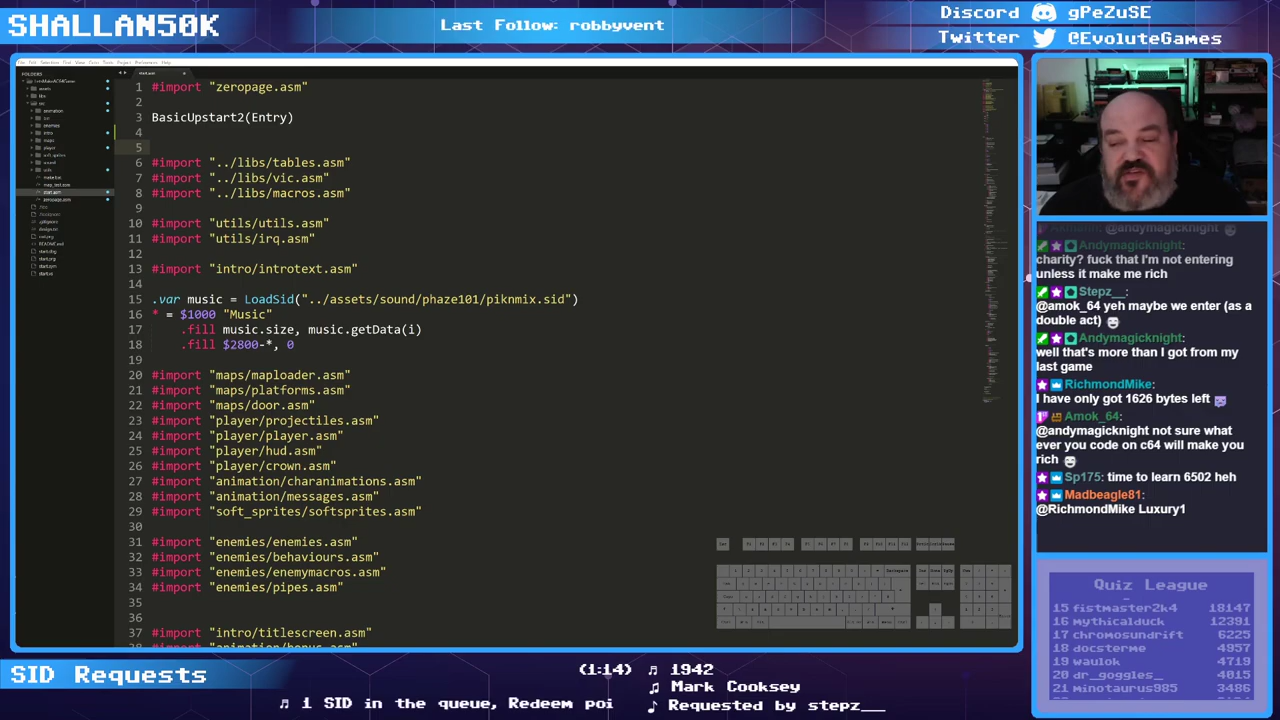 SHALLAN50K
Last Follow: robbyvent
Discord gPeZuSE
Twitter @EvoluteGames
FOLDERS
1 #import "zeropage.asm"
2
3 BasicUpstart2(Entry)
4
5
6 #import "../libs/tables.asm"
7 #import "../libs/vic.asm"
8 #import "../libs/macros.asm"
9
10 #import "utils/utils.asm"
11 #import "utils/irq.asm"
12
13 #import "intro/introtext.asm"
14
15 .var music = LoadSid("../assets/sound/phaze101/piknmix.sid")
16 * = $1000 "Music"
17 .fill music.size, music.getData(i)
18 .fill $2800-*, 0
19
20 #import "maps/maploader.asm"
21 #import "maps/platforms.asm"
22 #import "maps/door.asm"
23 #import "player/projectiles.asm"
24 #import "player/player.asm"
25 #import "player/hud.asm"
26 #import "player/crown.asm"
27 #import "animation/charanimations.asm"
28 #import "animation/messages.asm"
29 #import "soft_sprites/softsprites.asm"
30
31 #import "enemies/enemies.asm"
32 #import "enemies/behaviours.asm"
33 #import "enemies/enemymacros.asm"
34 #import "enemies/pipes.asm"
35
36
37 #import "intro/titlescreen.asm"
38 #import "animation/bonus.asm"
@andymagicknight
Andymagicknight:
charity? fuck that I'm not entering
unless it make me rich
Stepz__:
@amok_64 yeh maybe we enter (as a
double act)
Andymagicknight:
well that's more than I got from my
last game
RichmondMike:
I have only got 1626 bytes left
Amok_64:
@andymagicknight not sure what
ever you code on c64 will make you
rich
Sp175: time to learn 6502 heh
Madbeagle81:
@RichmondMike Luxury1
Quiz League
15 fistmaster2k4 18147
16 mythicalduck 12391
17 chromosundrift 6225
18 docsterme 4957
19 waulok 4719
20 dr_goggles_ 4015
21 minotaurus985 3486
SID Requests
(1:14) 1942
Mark Cooksey
Requested by stepz__
1 SID in the queue, Redeem poi